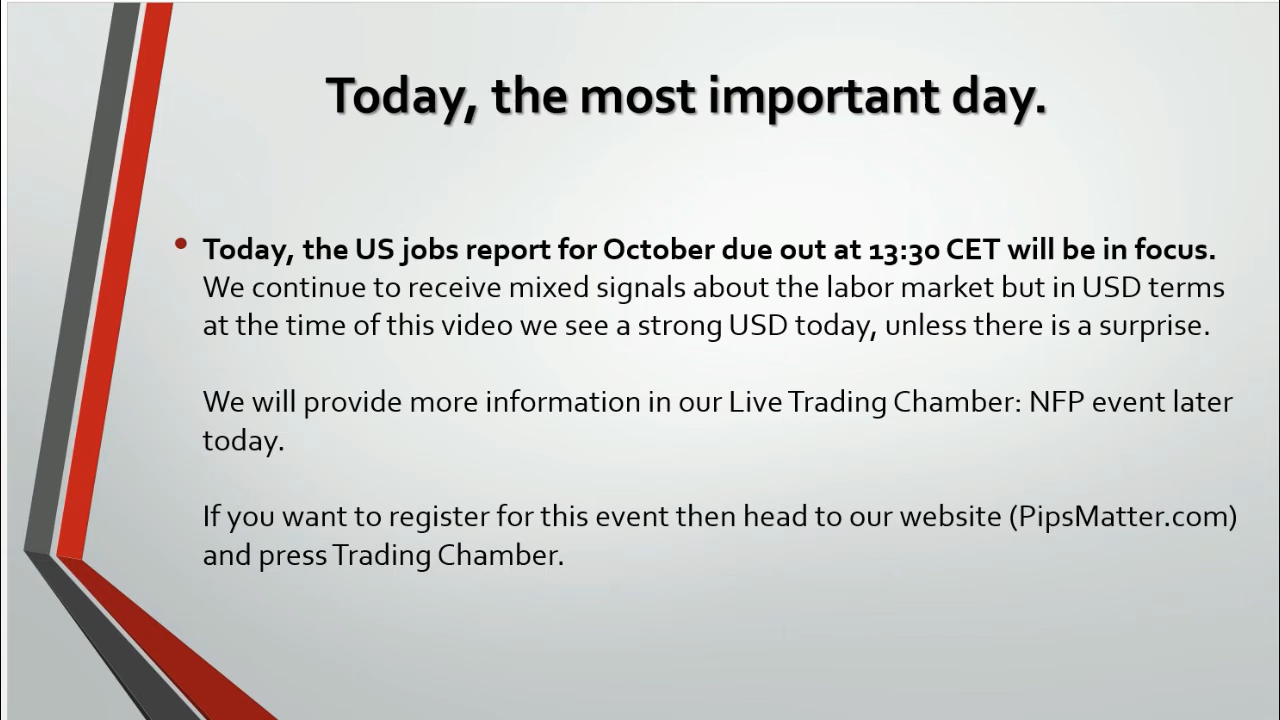 Today, the most important day.
• Today, the US jobs report for October due out at 13:30 CET will be in focus.
We continue to receive mixed signals about the labor market but in USD terms
at the time of this video we see a strong USD today, unless there is a surprise.
We will provide more information in our Live Trading Chamber: NFP event later
today.
If you want to register for this event then head to our website (PipsMatter.com)
and press Trading Chamber.